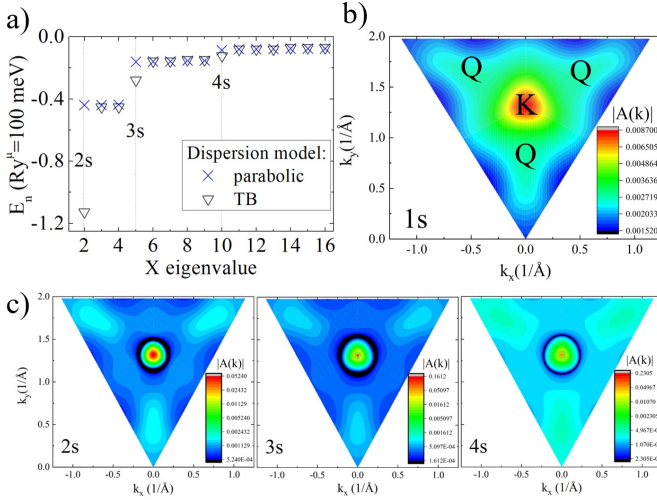 a)
E_n (Ry^μ=100 meV)
0.0
-0.4
-0.8
-1.2
2s
3s
4s
Dispersion model:
parabolic
TB
2 4 6 8 10 12 14 16
X eigenvalue
b)
k_y(1/Å)
2.0
1.5
1.0
0.5
0.0
Q Q
K
Q
1s
|A(k)|
0.008700
0.006505
0.004864
0.003637
0.002720
0.002033
0.001520
-1.0 -0.5 0.0 0.5 1.0
k_x(1/Å)
c)
k_y (1/Å)
2.0
1.5
1.0
0.5
0.0
2s
|A(k)|
0.05240
0.02432
0.01129
0.005240
0.002432
0.001129
5.240E-04
-1.0 -0.5 0.0 0.5 1.0
k_x (1/Å)
3s
|A(k)|
0.1612
0.05097
0.01612
0.005097
0.001612
5.097E-04
1.612E-04
-1.0 -0.5 0.0 0.5 1.0
k_x (1/Å)
4s
|A(k)|
0.2305
0.04967
0.01070
0.002305
4.967E-0
1.070E-0
2.305E-0
-1.0 -0.5 0.0 0.5 1.0
k_x (1/Å)